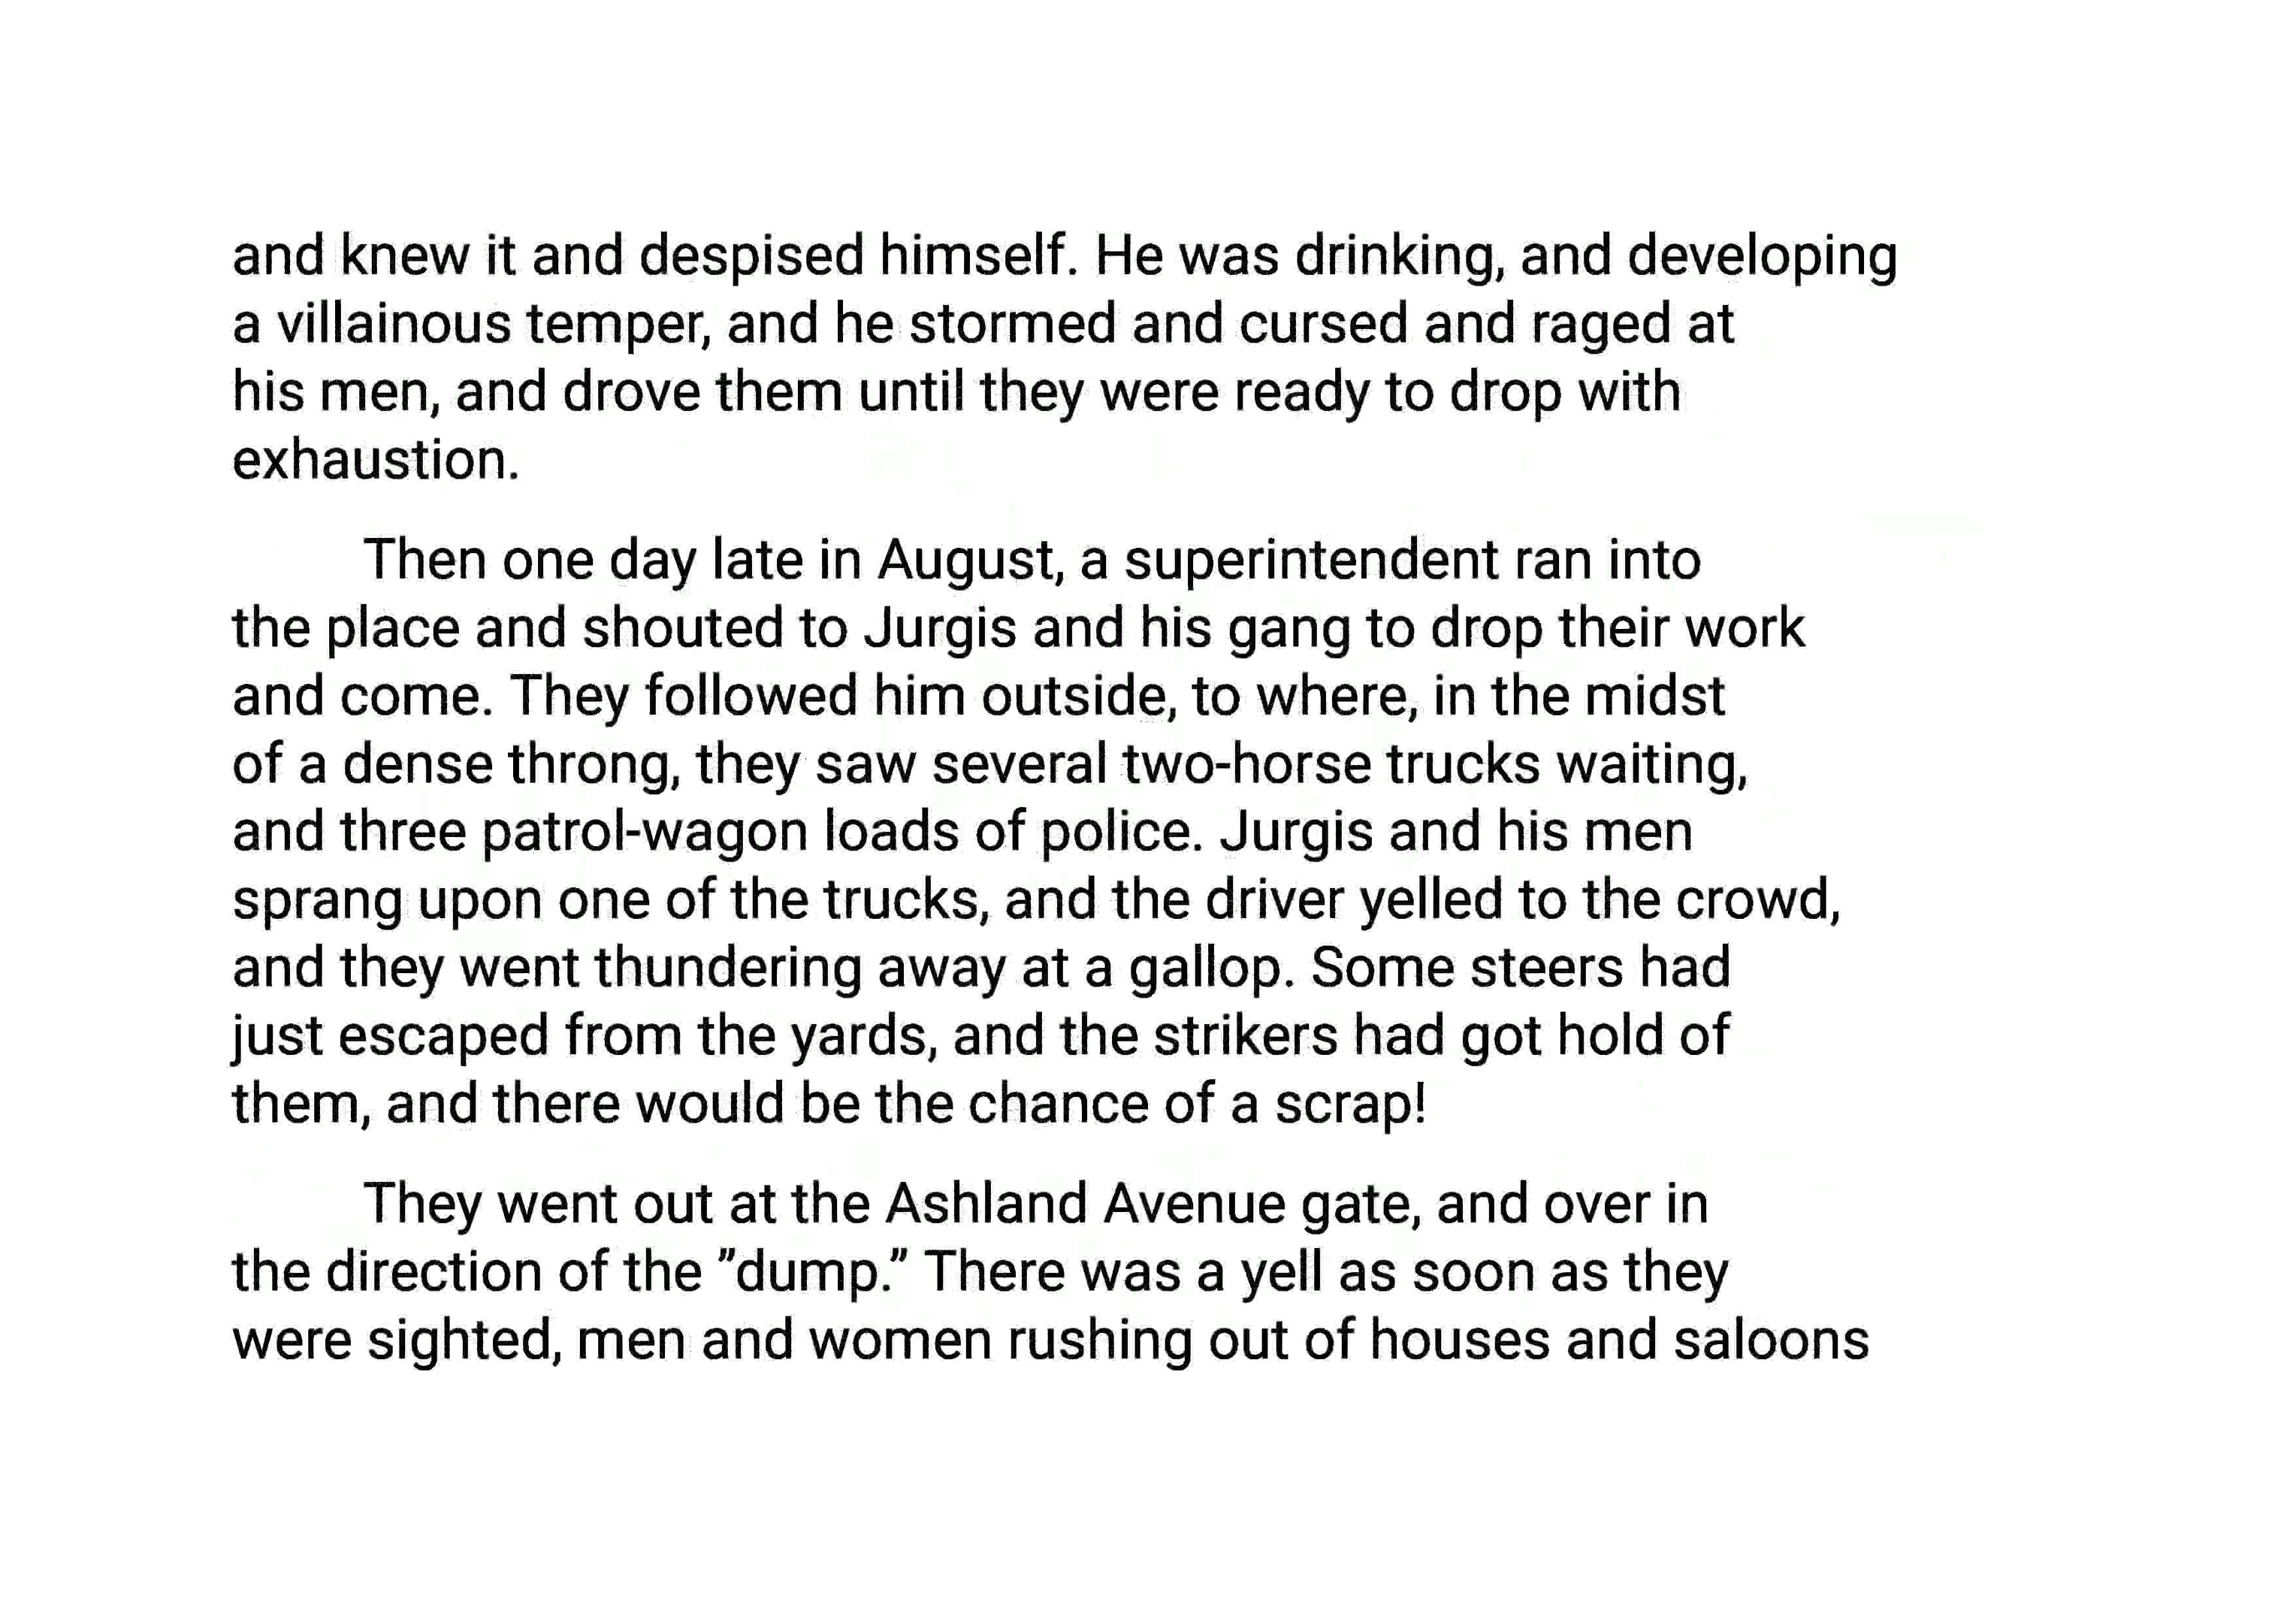 and knew it and despised himself. He was drinking, and developing
a villainous temper, and he stormed and cursed and raged at
his men, and drove them until they were ready to drop with
exhaustion.
Then one day late in August, a superintendent ran into
the place and shouted to Jurgis and his gang to drop their work
and come. They followed him outside, to where, in the midst
of a dense throng, they saw several two-horse trucks waiting,
and three patrol-wagon loads of police. Jurgis and his men
sprang upon one of the trucks, and the driver yelled to the crowd,
and they went thundering away at a gallop. Some steers had
just escaped from the yards, and the strikers had got hold of
them, and there would be the chance of a scrap!
They went out at the Ashland Avenue gate, and over in
the direction of the ”dump.” There was a yell as soon as they
were sighted, men and women rushing out of houses and saloons